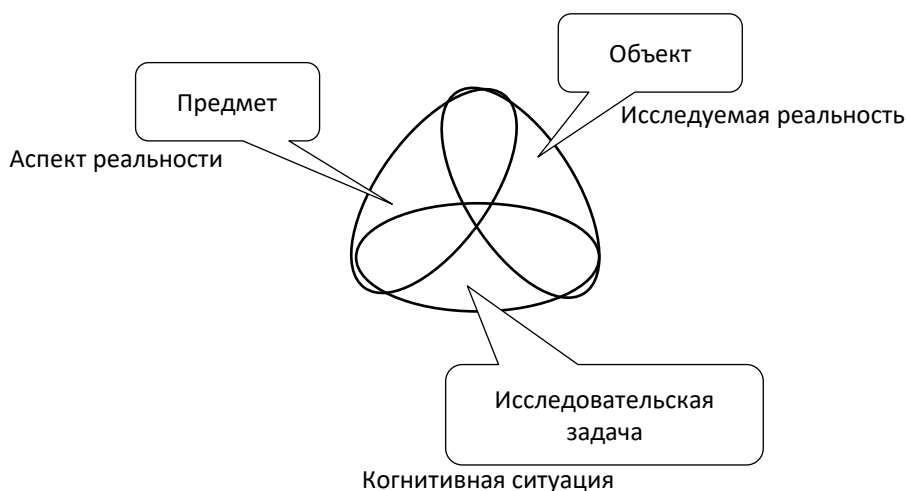 Объект
Предмет
Исследуемая реальность
Аспект реальности
Исследовательская
задача
Когнитивная ситуация